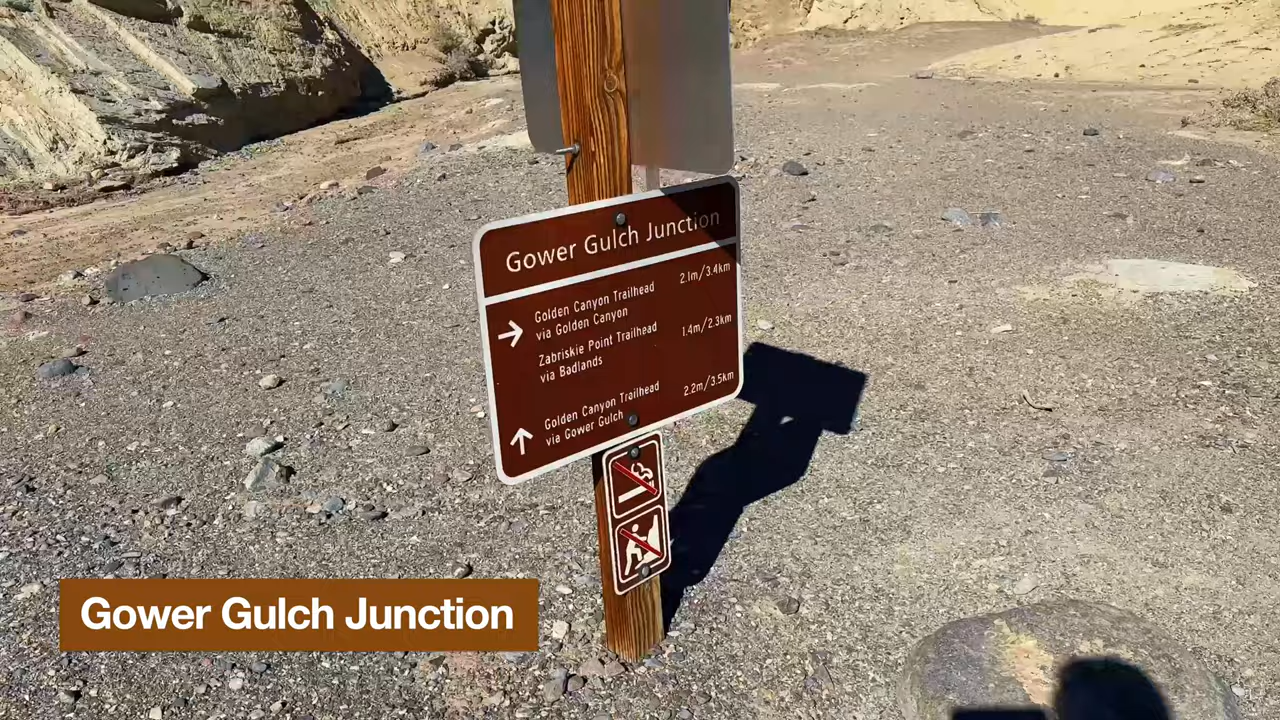 Gower Gulch Junction
Golden Canyon Trailhead 2.1m/3.4km
via Golden Canyon
Zabriskie Point Trailhead 1.4m/2.3km
via Badlands
Golden Canyon Trailhead 2.2m/3.5km
via Gower Gulch
Gower Gulch Junction